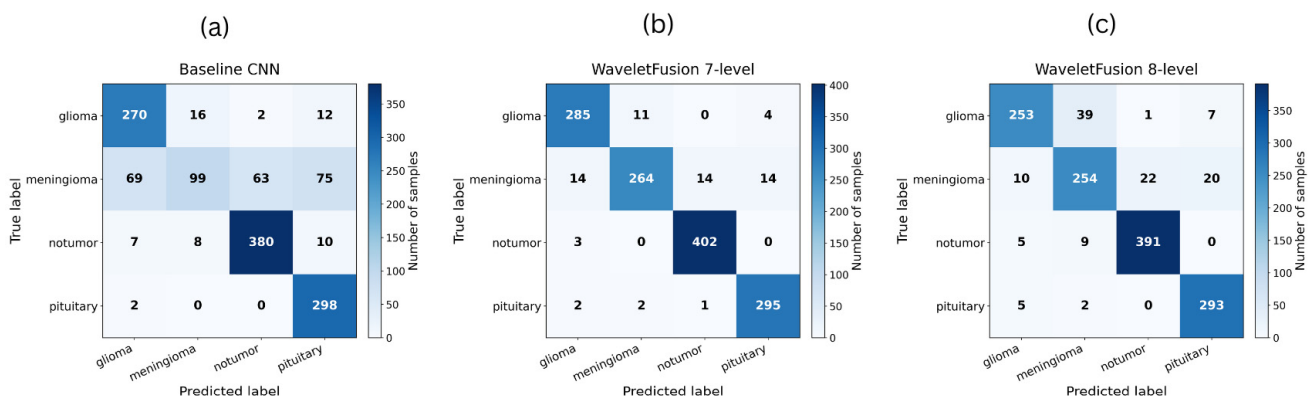 (a)
Baseline CNN
True label
glioma 270 16 2 12
meningioma 69 99 63 75
notumor 7 8 380 10
pituitary 2 0 0 298
glioma meningioma notumor pituitary
Predicted label
350
300
250
200
150
100
50
0
Number of samples
(b)
WaveletFusion 7-level
True label
glioma 285 11 0 4
meningioma 14 264 14 14
notumor 3 0 402 0
pituitary 2 2 1 295
glioma meningioma notumor pituitary
Predicted label
400
350
300
250
200
150
100
50
0
Number of samples
(c)
WaveletFusion 8-level
True label
glioma 253 39 1 7
meningioma 10 254 22 20
notumor 5 9 391 0
pituitary 5 2 0 293
glioma meningioma notumor pituitary
Predicted label
350
300
250
200
150
100
50
0
Number of samples